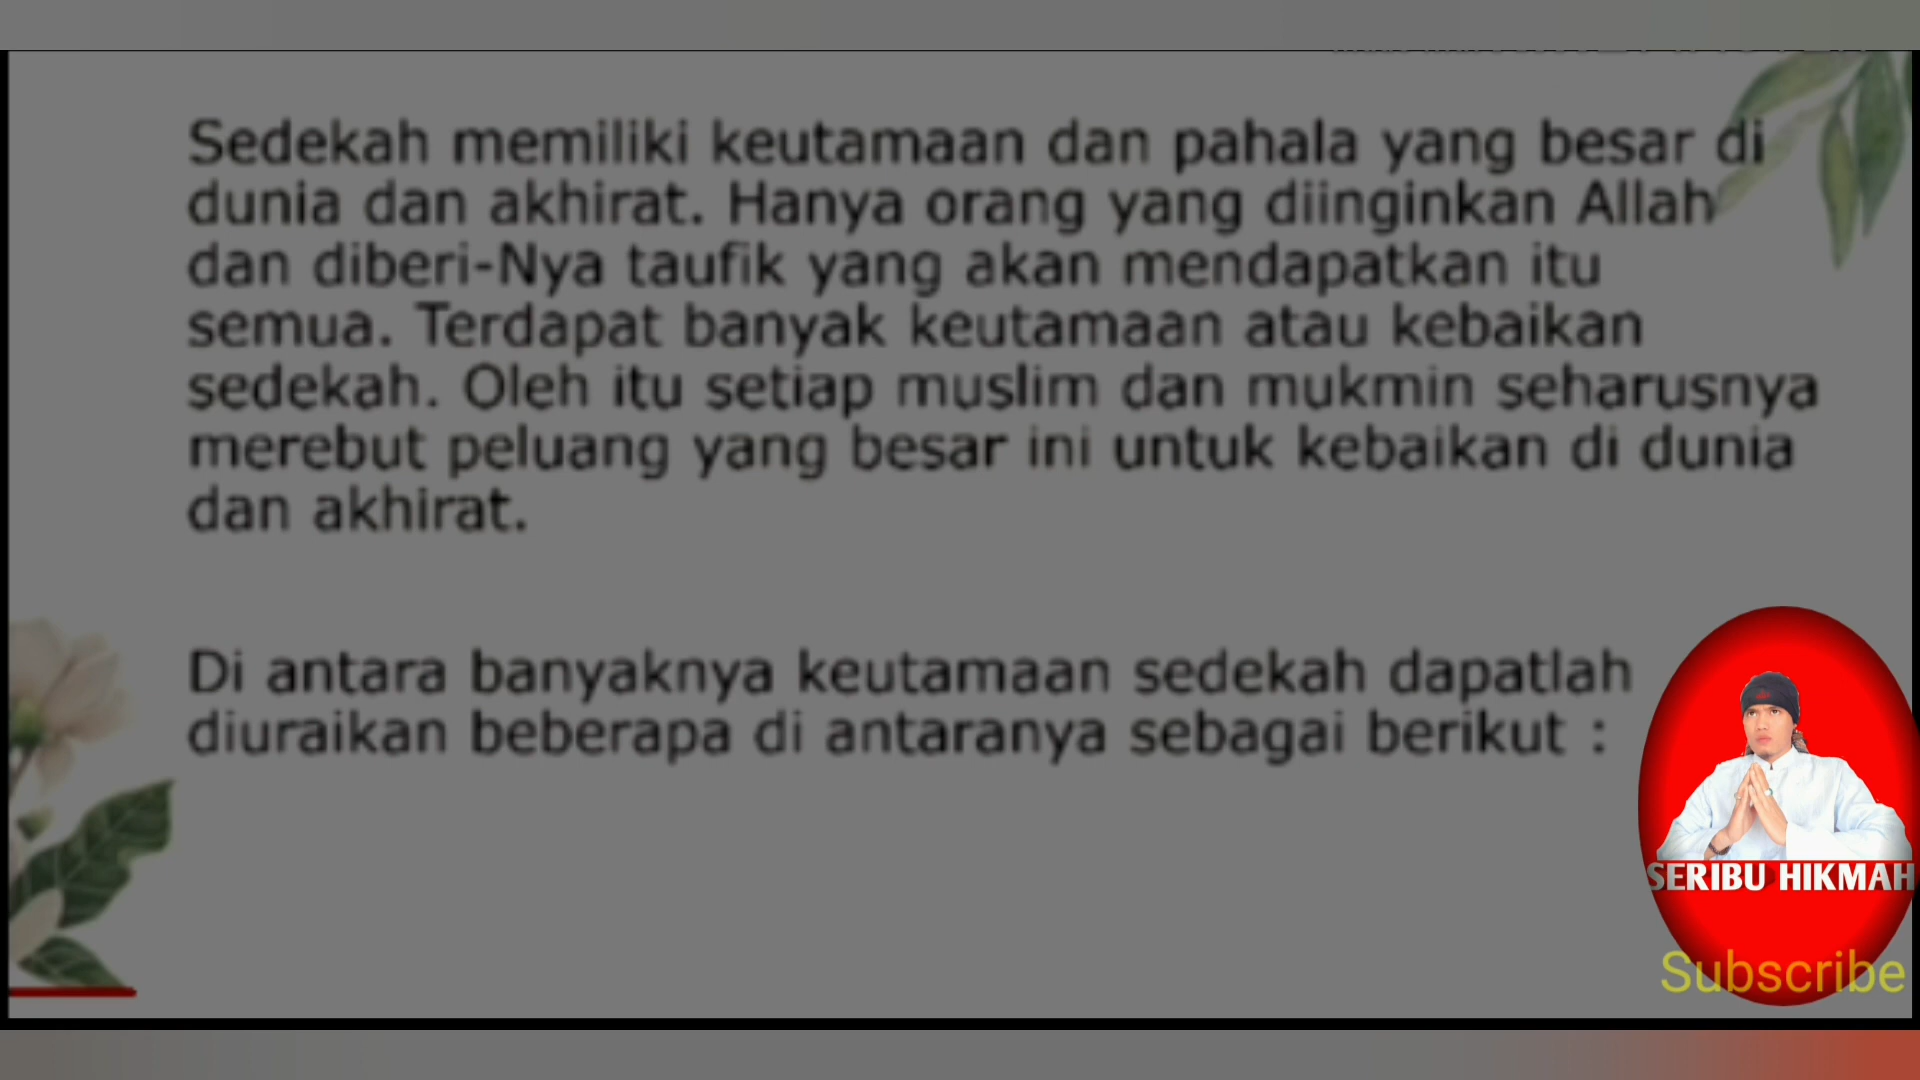 Sedekah memiliki keutamaan dan pahala yang besar di
dunia dan akhirat. Hanya orang yang diinginkan Allah
dan diberi-Nya taufik yang akan mendapatkan itu
semua. Terdapat banyak keutamaan atau kebaikan
sedekah. Oleh itu setiap muslim dan mukmin seharusnya
merebut peluang yang besar ini untuk kebaikan di dunia
dan akhirat.
Di antara banyaknya keutamaan sedekah dapatlah
diuraikan beberapa di antaranya sebagai berikut :
SERIBU HIKMAH
Subscribe